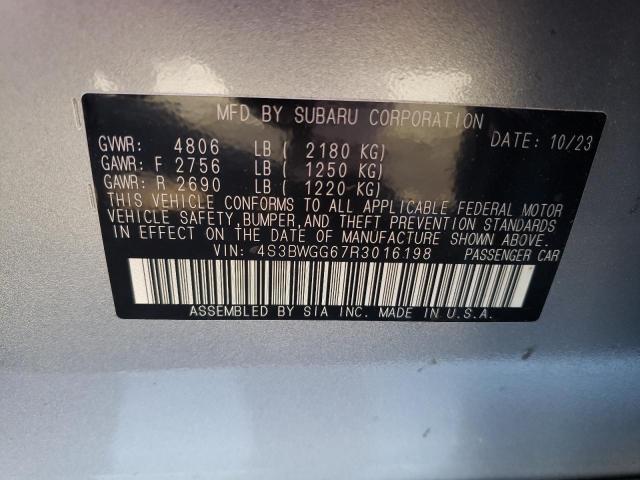 MFD BY SUBARU CORPORATION
DATE: 10/23
GVWR: 4806 LB ( 2180 KG)
GAWR: F 2756 LB ( 1250 KG)
GAWR: R 2690 LB ( 1220 KG)
THIS VEHICLE CONFORMS TO ALL APPLICABLE FEDERAL MOTOR
VEHICLE SAFETY, BUMPER, AND THEFT PREVENTION STANDARDS
IN EFFECT ON THE DATE OF MANUFACTURE SHOWN ABOVE.
VIN: 4S3BWGG67R3016198 PASSENGER CAR
ASSEMBLED BY SIA INC. MADE IN U.S.A.